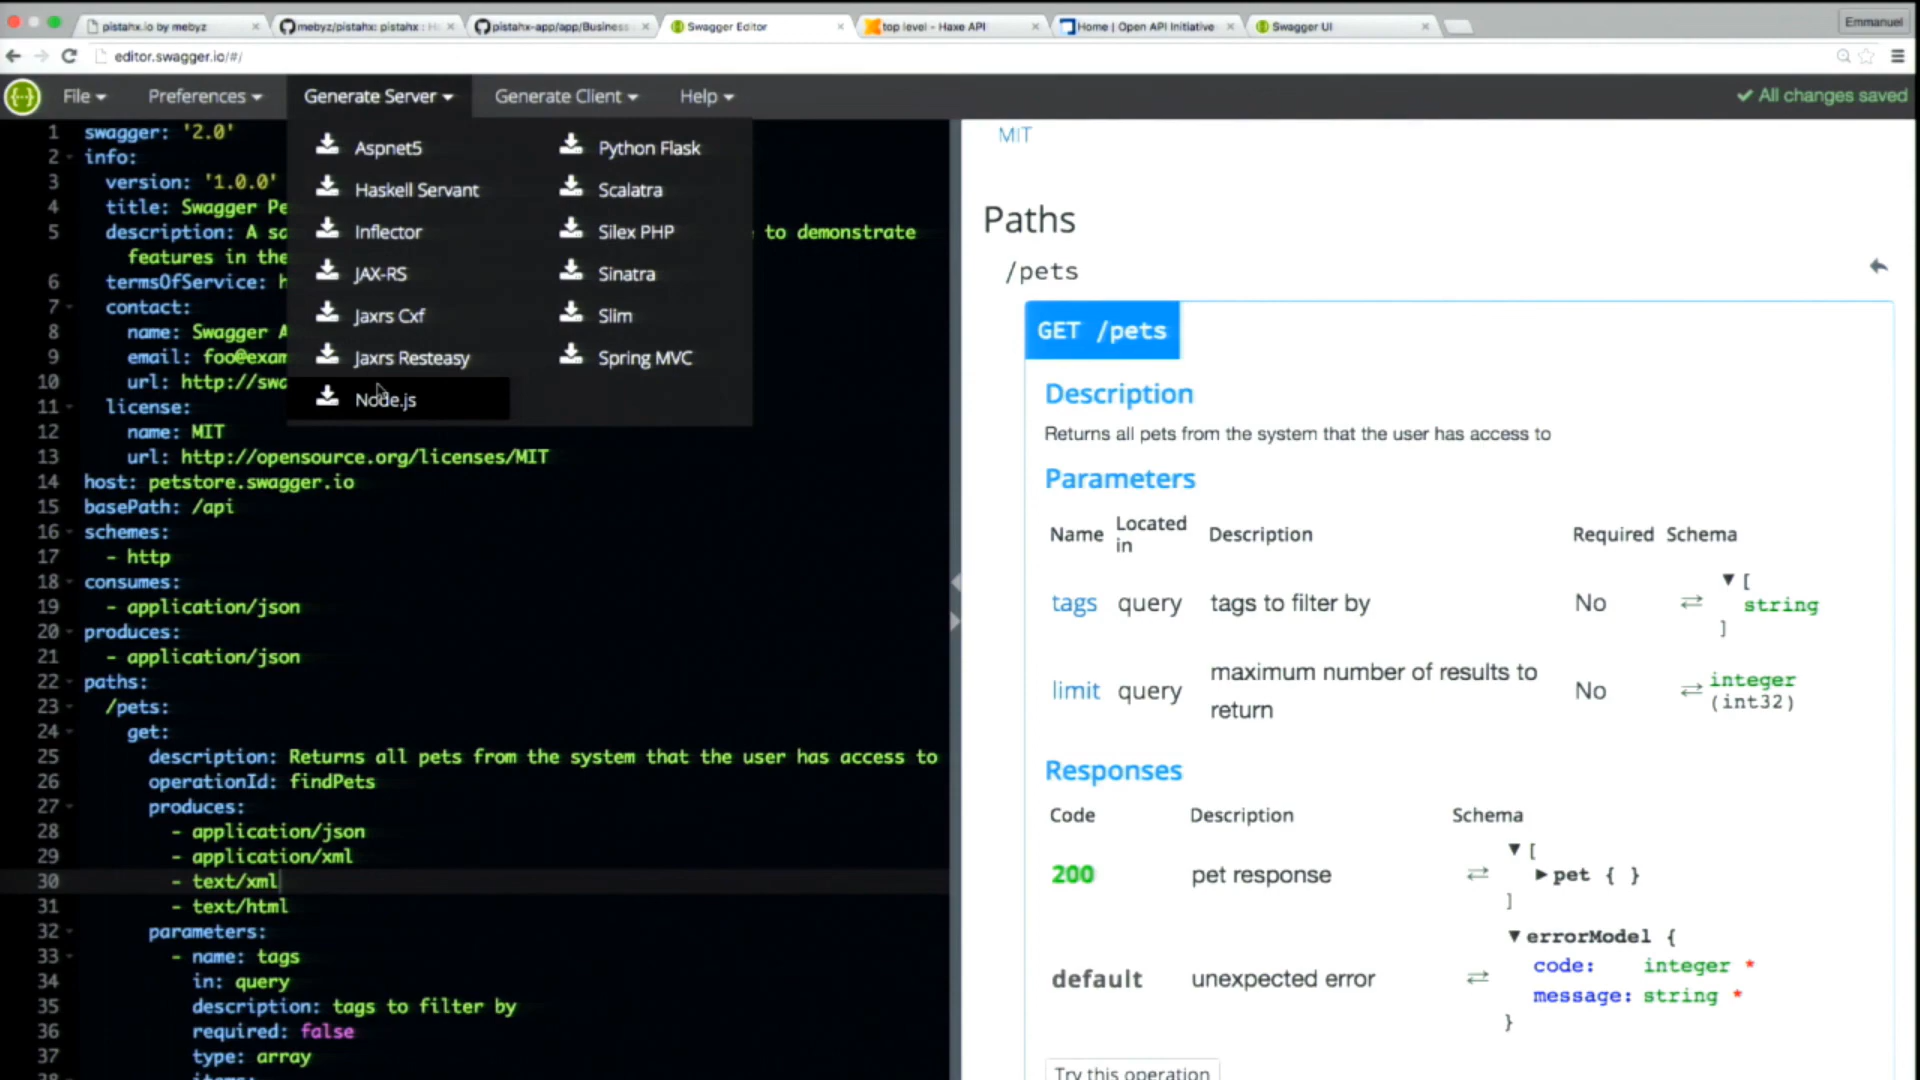 pistahx.io by mebyz
mebyz/pistahx: pistahx : H
pistahx-app/app/Business
Swagger Editor
top level - Haxe API
Home | Open API Initiative
Swagger UI
Emmanuel
editor.swagger.io/#/
File
Preferences
Generate Server
Generate Client
Help
All changes saved
Aspnet5
Haskell Servant
Inflector
JAX-RS
Jaxrs Cxf
Jaxrs Resteasy
Node.js
Python Flask
Scalatra
Silex PHP
Sinatra
Slim
Spring MVC
1 swagger: '2.0'
2 info:
3 version: '1.0.0'
4 title: Swagger Pe
5 description: A sa to demonstrate
features in the
6 termsOfService: h
7 contact:
8 name: Swagger A
9 email: foo@exam
10 url: http://swa
11 license:
12 name: MIT
13 url: http://opensource.org/licenses/MIT
14 host: petstore.swagger.io
15 basePath: /api
16 schemes:
17 - http
18 consumes:
19 - application/json
20 produces:
21 - application/json
22 paths:
23 /pets:
24 get:
25 description: Returns all pets from the system that the user has access to
26 operationId: findPets
27 produces:
28 - application/json
29 - application/xml
30 - text/xml
31 - text/html
32 parameters:
33 - name: tags
34 in: query
35 description: tags to filter by
36 required: false
37 type: array
38 items:
MIT
Paths
/pets
GET /pets
Description
Returns all pets from the system that the user has access to
Parameters
Name Located in Description Required Schema
tags query tags to filter by No [ string ]
limit query maximum number of results to return No integer (int32)
Responses
Code Description Schema
200 pet response [
pet { }
]
default unexpected error errorModel {
code: integer *
message: string *
}
Try this operation